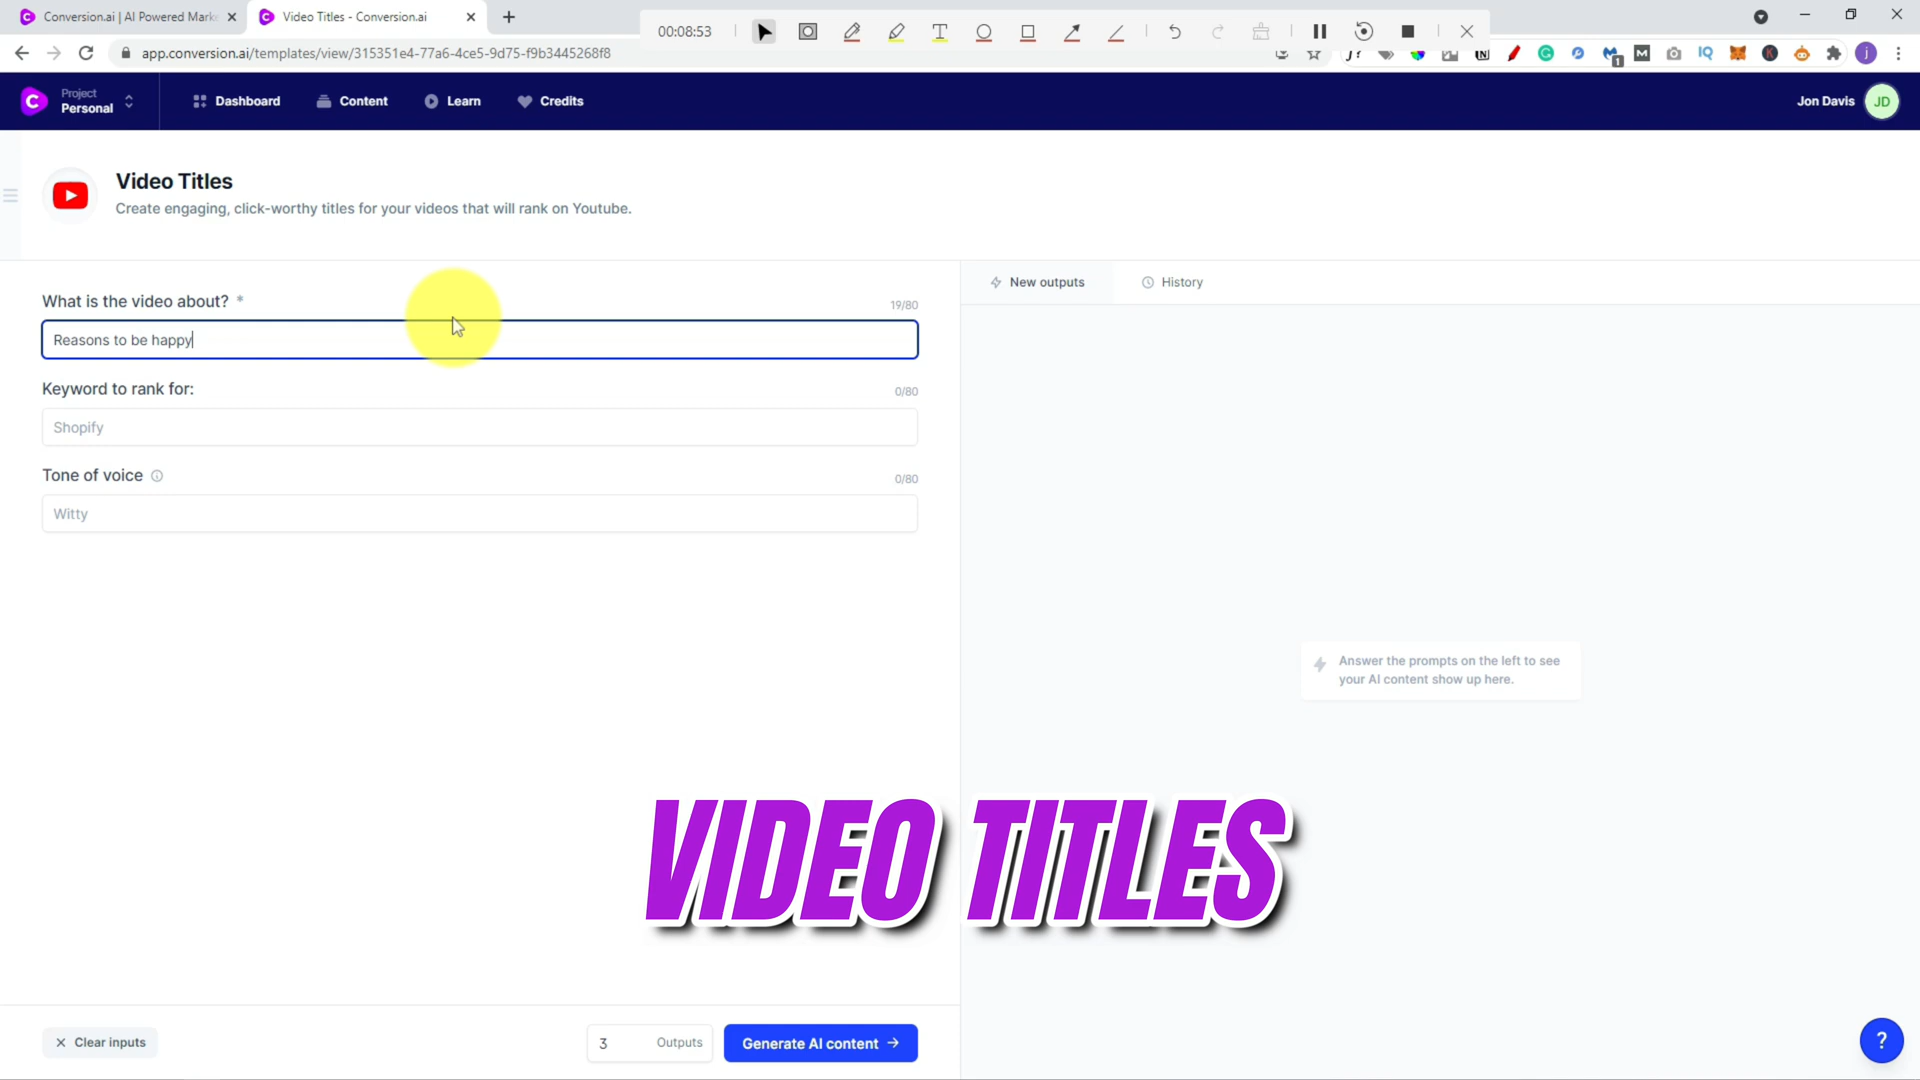 Conversion.ai | AI Powered Marke
Video Titles - Conversion.ai
00:08:53
app.conversion.ai/templates/view/315351e4-77a6-4ce5-9d75-f9b3445268f8
Project
Personal
Dashboard
Content
Learn
Credits
Jon Davis
JD
Video Titles
Create engaging, click-worthy titles for your videos that will rank on Youtube.
What is the video about? *
19/80
Reasons to be happy
Keyword to rank for:
0/80
Shopify
Tone of voice
0/80
Witty
New outputs
History
Answer the prompts on the left to see
your AI content show up here.
VIDEO TITLES
Clear inputs
3 Outputs
Generate AI content
?